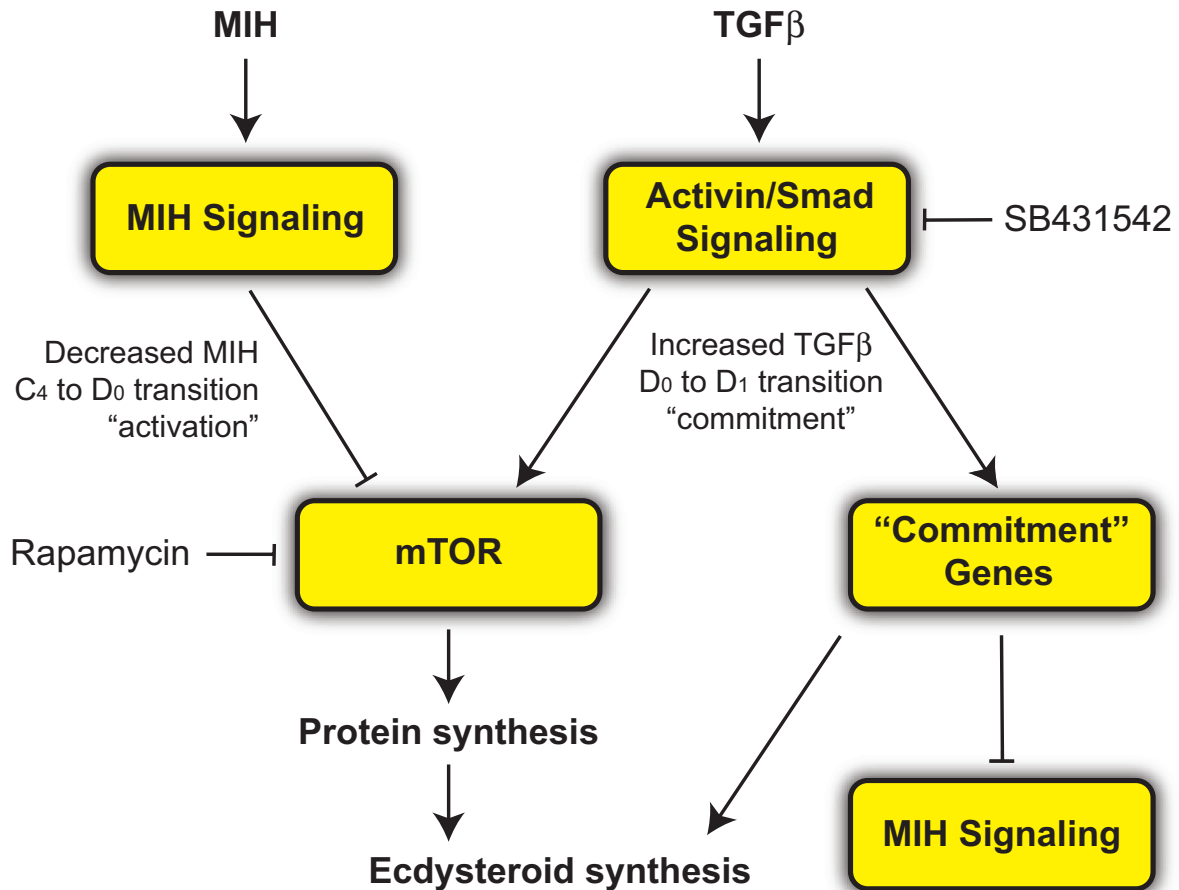 MIH
TGFβ
MIH Signaling
Activin/Smad
Signaling
SB431542
Decreased MIH
C4 to D0 transition
“activation”
Increased TGFβ
D0 to D1 transition
“commitment”
Rapamycin
mTOR
“Commitment”
Genes
Protein synthesis
MIH Signaling
Ecdysteroid synthesis